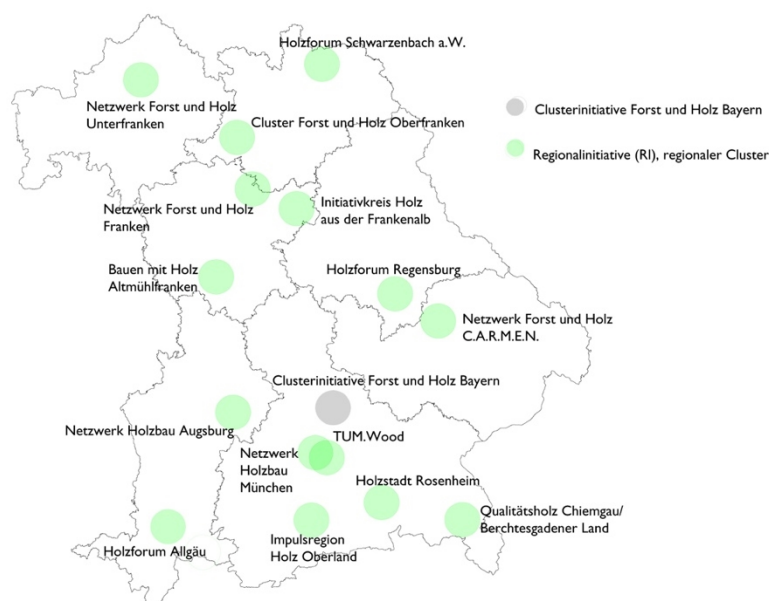 Holzforum Schwarzenbach a.W.
Netzwerk Forst und Holz
Unterfranken
Clusterinitiative Forst und Holz Bayern
Cluster Forst und Holz Oberfranken
Regionalinitiative (RI), regionaler Cluster
Netzwerk Forst und Holz
Franken
Initiativkreis Holz
aus der Frankenalb
Bauen mit Holz
Altmühlfranken
Holzforum Regensburg
Netzwerk Forst und Holz
C.A.R.M.E.N.
Clusterinitiative Forst und Holz Bayern
Netzwerk Holzbau Augsburg
TUM.Wood
Netzwerk
Holzbau
München
Holzstadt Rosenheim
Qualitätsholz Chiemgau/
Berchtesgadener Land
Impulsregion
Holz Oberland
Holzforum Allgäu